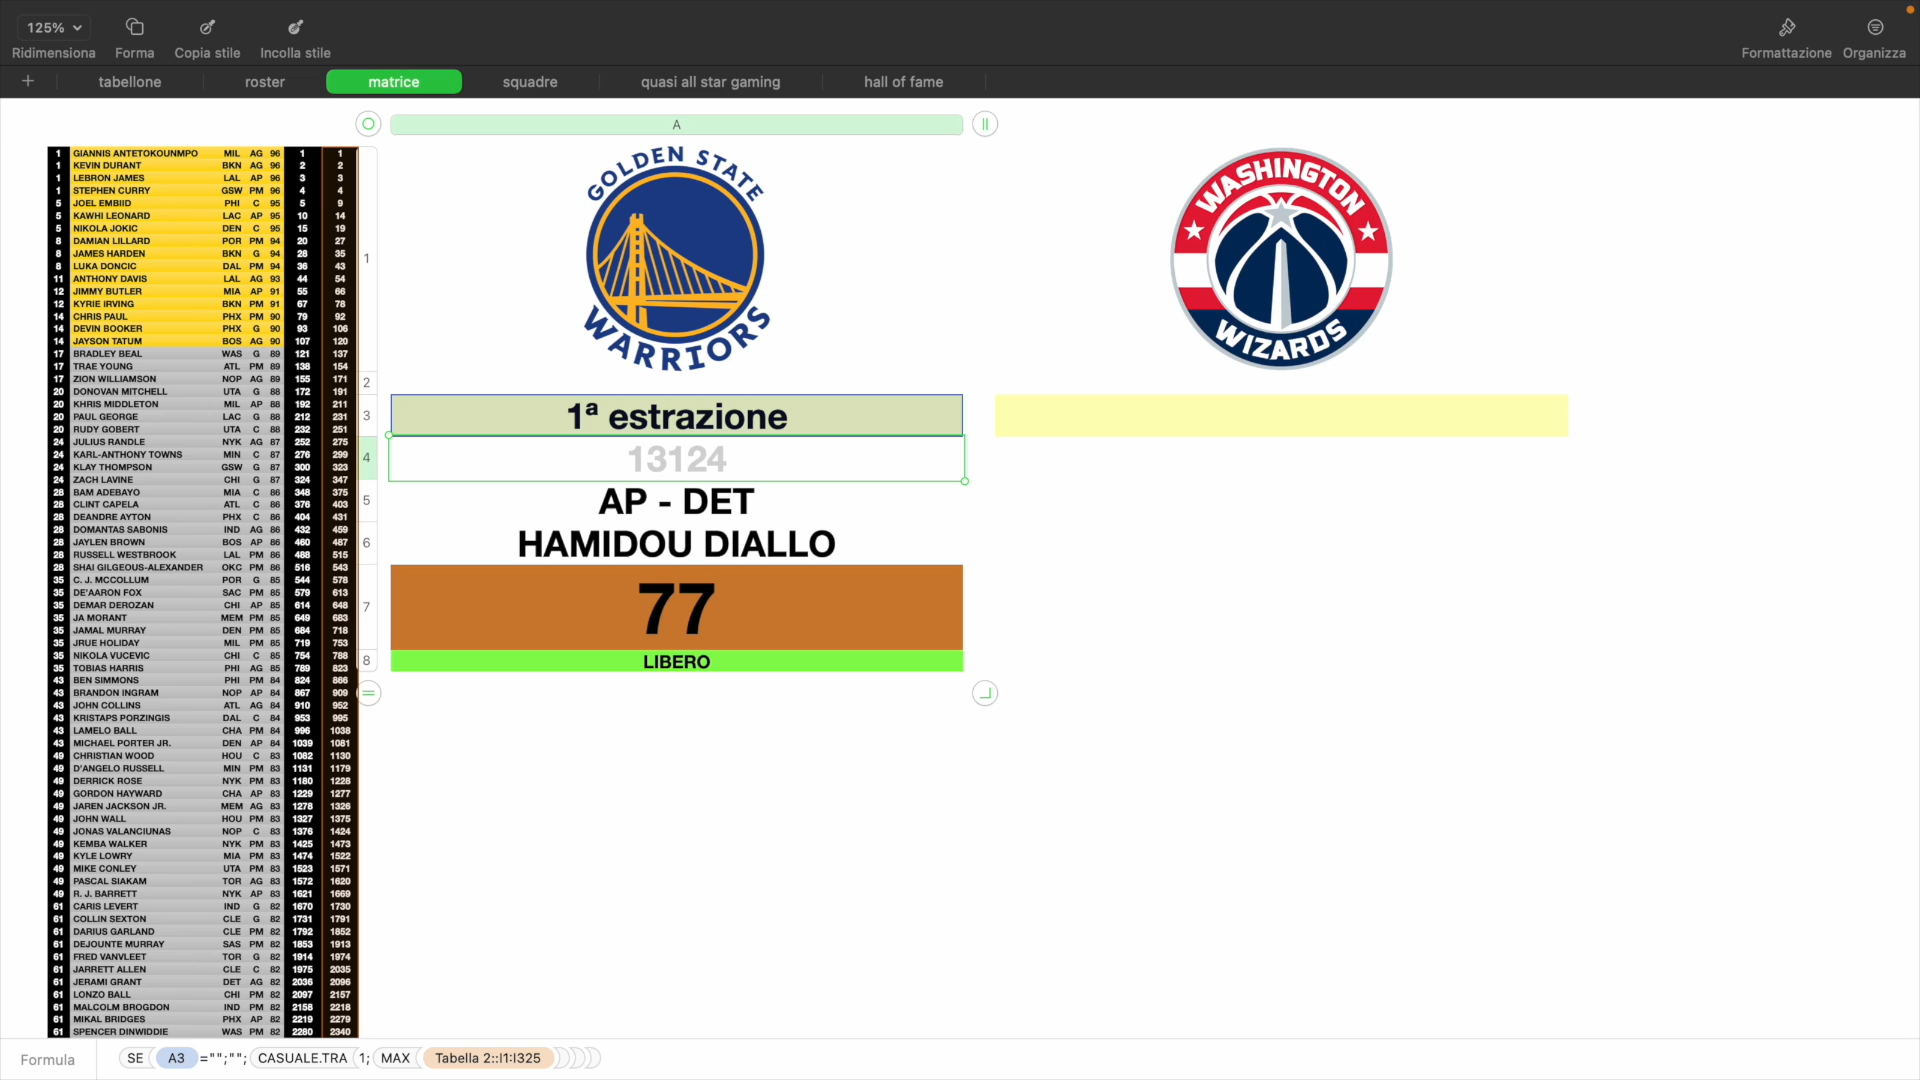 125%
Ridimensiona Forma Copia stile Incolla stile Formattazione Organizza
+ tabellone roster matrice squadre quasi all star gaming hall of fame
A
1 GIANNIS ANTETOKOUNMPO MIL AG 96 1 1
1 KEVIN DURANT BKN AG 96 2 2
1 LEBRON JAMES LAL AP 96 3 3
1 STEPHEN CURRY GSW PM 96 4 4
5 JOEL EMBIID PHI C 95 5 9
5 KAWHI LEONARD LAC AP 95 10 14
5 NIKOLA JOKIC DEN C 95 15 19
8 DAMIAN LILLARD POR PM 94 20 27
8 JAMES HARDEN BKN G 94 28 35
8 LUKA DONCIC DAL PM 94 36 43
11 ANTHONY DAVIS LAL AG 93 44 54
12 JIMMY BUTLER MIA AP 91 55 66
12 KYRIE IRVING BKN PM 91 67 78
14 CHRIS PAUL PHX PM 90 79 92
14 DEVIN BOOKER PHX G 90 93 106
14 JAYSON TATUM BOS AG 90 107 120
17 BRADLEY BEAL WAS G 89 121 137
17 TRAE YOUNG ATL PM 89 138 154
17 ZION WILLIAMSON NOP AG 89 155 171
20 DONOVAN MITCHELL UTA G 88 172 191
20 KHRIS MIDDLETON MIL AP 88 192 211
20 PAUL GEORGE LAC G 88 212 231
20 RUDY GOBERT UTA C 88 232 251
24 JULIUS RANDLE NYK AG 87 252 275
24 KARL-ANTHONY TOWNS MIN C 87 276 299
24 KLAY THOMPSON GSW G 87 300 323
24 ZACH LAVINE CHI G 87 324 347
28 BAM ADEBAYO MIA C 86 348 375
28 CLINT CAPELA ATL C 86 376 403
28 DEANDRE AYTON PHX C 86 404 431
28 DOMANTAS SABONIS IND AG 86 432 459
28 JAYLEN BROWN BOS AP 86 460 487
28 RUSSELL WESTBROOK LAL PM 86 488 515
28 SHAI GILGEOUS-ALEXANDER OKC PM 86 516 543
35 C. J. MCCOLLUM POR G 85 544 578
35 DE'AARON FOX SAC PM 85 579 613
35 DEMAR DEROZAN CHI AP 85 614 648
35 JA MORANT MEM PM 85 649 683
35 JAMAL MURRAY DEN PM 85 684 718
35 JRUE HOLIDAY MIL PM 85 719 753
35 NIKOLA VUCEVIC CHI C 85 754 788
35 TOBIAS HARRIS PHI AG 85 789 823
43 BEN SIMMONS PHI PM 84 824 866
43 BRANDON INGRAM NOP AP 84 867 909
43 JOHN COLLINS ATL AG 84 910 952
43 KRISTAPS PORZINGIS DAL C 84 953 995
43 LAMELO BALL CHA PM 84 996 1038
43 MICHAEL PORTER JR. DEN AP 84 1039 1081
49 CHRISTIAN WOOD HOU C 83 1082 1130
49 D'ANGELO RUSSELL MIN PM 83 1131 1179
49 DERRICK ROSE NYK PM 83 1180 1228
49 GORDON HAYWARD CHA AP 83 1229 1277
49 JAREN JACKSON JR. MEM AG 83 1278 1326
49 JOHN WALL HOU PM 83 1327 1375
49 JONAS VALANCIUNAS NOP C 83 1376 1424
49 KEMBA WALKER NYK PM 83 1425 1473
49 KYLE LOWRY MIA PM 83 1474 1522
49 MIKE CONLEY UTA PM 83 1523 1571
49 PASCAL SIAKAM TOR AG 83 1572 1620
49 R. J. BARRETT NYK AP 83 1621 1669
61 CARIS LEVERT IND G 82 1670 1730
61 COLLIN SEXTON CLE G 82 1731 1791
61 DARIUS GARLAND CLE PM 82 1792 1852
61 DEJOUNTE MURRAY SAS PM 82 1853 1913
61 FRED VANVLEET TOR G 82 1914 1974
61 JARRETT ALLEN CLE C 82 1975 2035
61 JERAMI GRANT DET AG 82 2036 2096
61 LONZO BALL CHI PM 82 2097 2157
61 MALCOLM BROGDON IND PM 82 2158 2218
61 MIKAL BRIDGES PHX AP 82 2219 2279
61 SPENCER DINWIDDIE WAS PM 82 2280 2340
1
2
3
4
5
6
7
8
GOLDEN STATE
WARRIORS
1ª estrazione
13124
AP - DET
HAMIDOU DIALLO
77
LIBERO
WASHINGTON
WIZARDS
Formula SE ( A3 ="";""; CASUALE.TRA ( 1; MAX ( Tabella 2::I1:I325 ))))